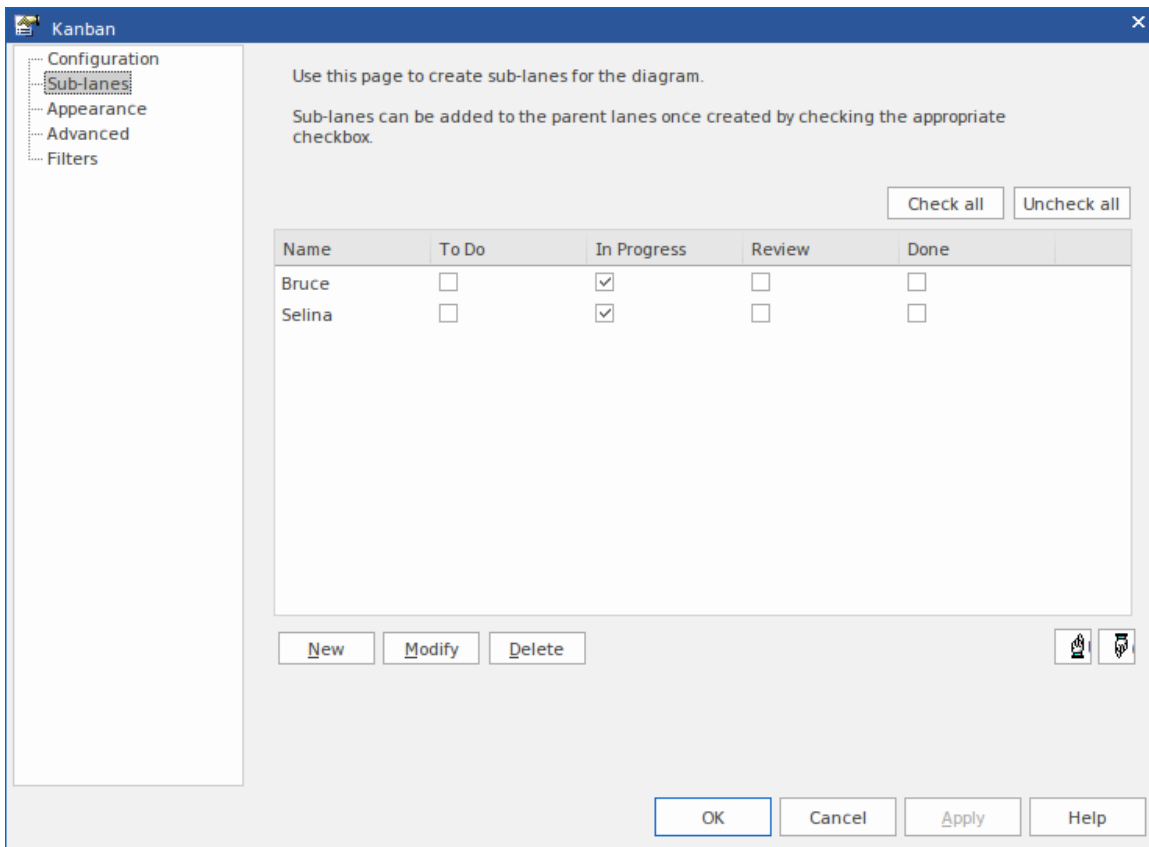 Kanban
Configuration
Sub-lanes
Appearance
Advanced
Filters
Use this page to create sub-lanes for the diagram.
Sub-lanes can be added to the parent lanes once created by checking the appropriate
checkbox.
Check all Uncheck all
Name To Do In Progress Review Done
Bruce
Selina
New Modify Delete
OK Cancel Apply Help